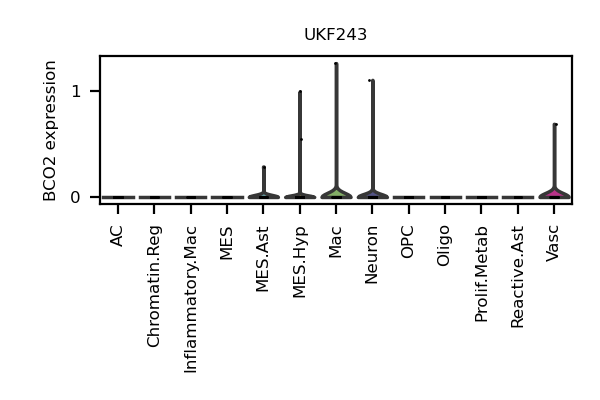 UKF243
BCO2 expression
1
0
AC
Chromatin.Reg
Inflammatory.Mac
MES
MES.Ast
MES.Hyp
Mac
Neuron
OPC
Oligo
Prolif.Metab
Reactive.Ast
Vasc